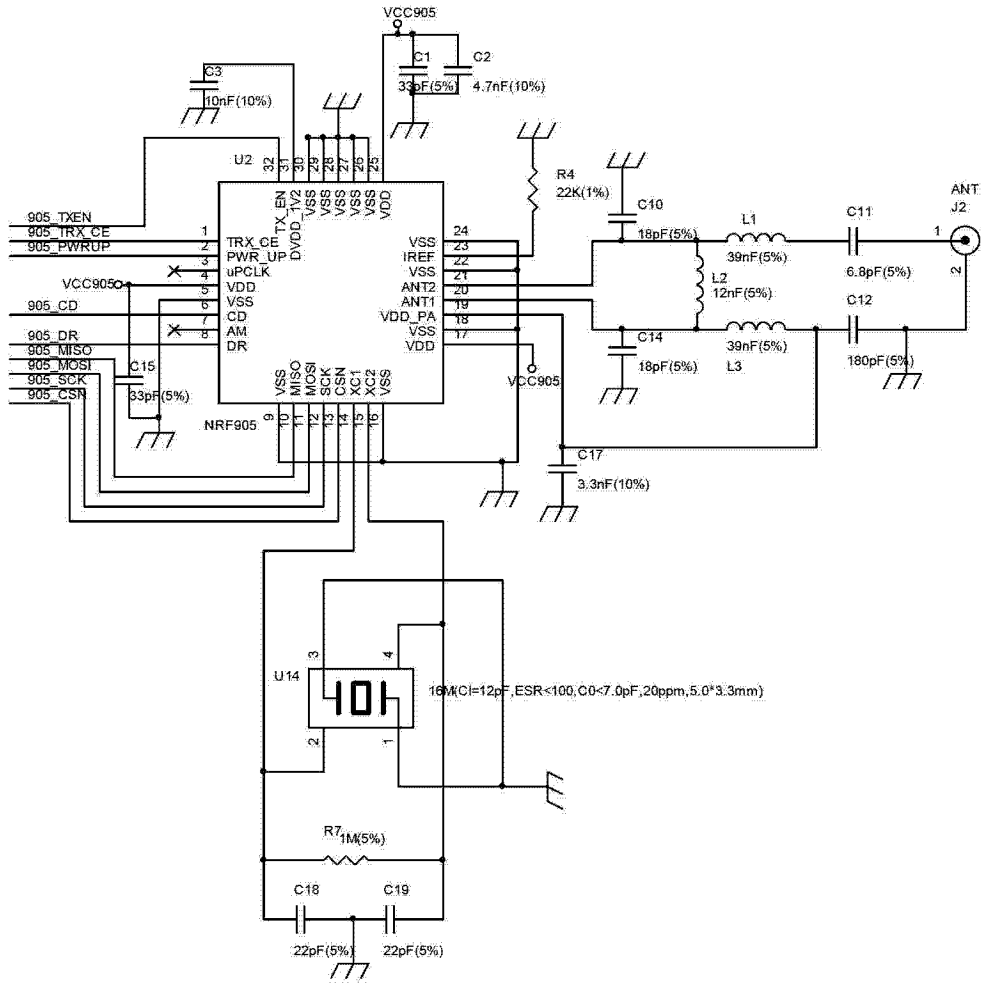 VCC905
C1
33pF(5%)
C2
4.7nF(10%)
C3
10nF(10%)
U2
32
31
30
29
28
27
26
25
TX_EN
DVDD_1V2
VSS
VSS
VSS
VSS
VSS
VDD
R4
22K(1%)
C10
18pF(5%)
L1
39nF(5%)
C11
6.8pF(5%)
ANT
J2
1
2
905_TXEN
905_TRX_CE
905_PWRUP
VCC905
905_CD
905_DR
905_MISO
905_MOSI
905_SCK
905_CSN
1
2
3
4
5
6
7
8
TRX_CE
PWR_UP
uPCLK
VDD
VSS
CD
AM
DR
VSS
IREF
VSS
ANT2
ANT1
VDD_PA
VSS
VDD
24
23
22
21
20
19
18
17
L2
12nF(5%)
C14
18pF(5%)
39nF(5%)
L3
C12
180pF(5%)
VCC905
C15
33pF(5%)
VSS
MISO
MOSI
SCK
CSN
XC1
XC2
VSS
NRF905
9
10
11
12
13
14
15
16
C17
3.3nF(10%)
U14
3
4
2
1
16M(Cl=12pF,ESR<100,C0<7.0pF,20ppm,5.0*3.3mm)
R7
1M(5%)
C18
22pF(5%)
C19
22pF(5%)